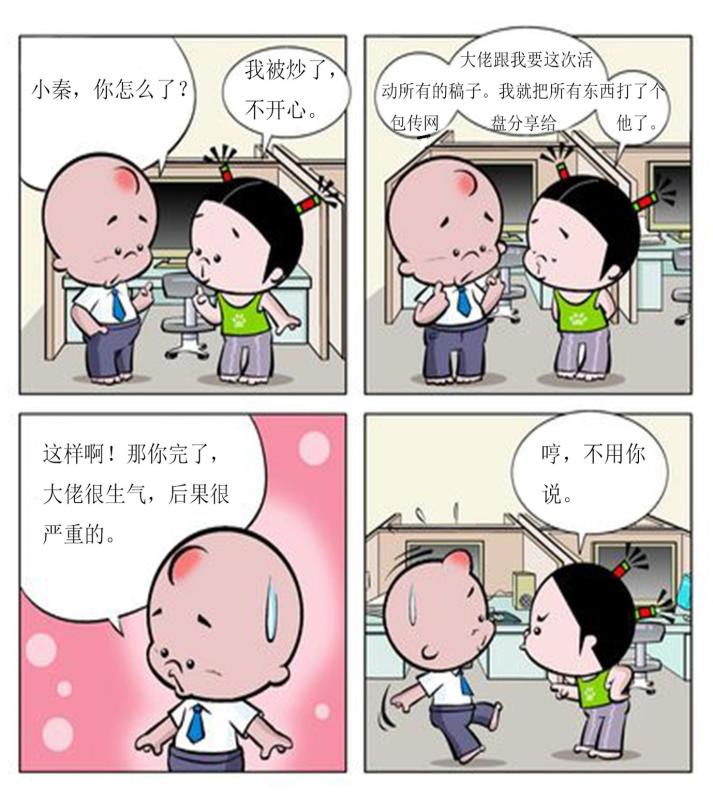 小秦，你怎么了？
我被炒了，
不开心。
大佬跟我要这次活
动所有的稿子。我就把所有东西打了个
包传网 盘分享给 他了。
这样啊！那你完了，
大佬很生气，后果很
严重的。
哼，不用你
说。